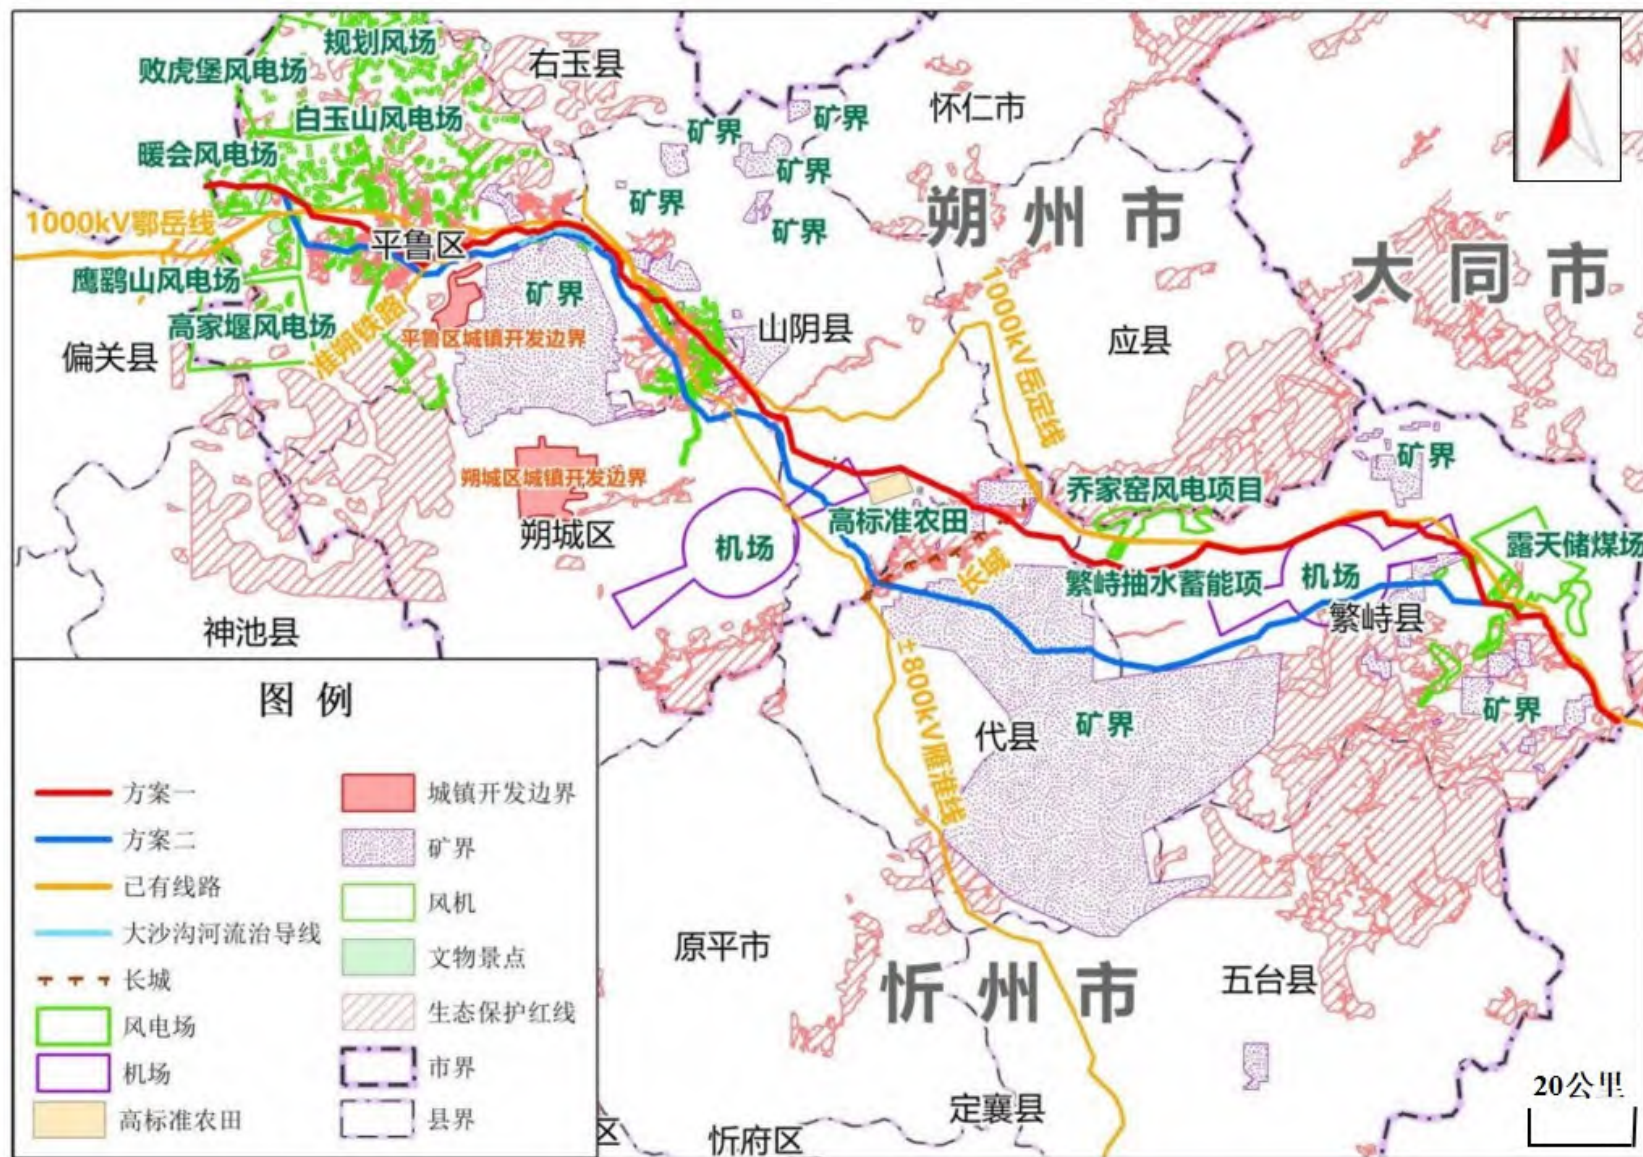 规划风场
右玉县
败虎堡风电场
怀仁市
矿界
矿界
白玉山风电场
暖会风电场
矿界
矿界
朔州市
1000kV鄂岳线
矿界
平鲁区
大同市
鹰鹞山风电场
矿界
1000kV岳定线
高家堰风电场
准朔铁路
山阴县
应县
平鲁区城镇开发边界
偏关县
矿界
朔城区城镇开发边界
乔家窑风电项目
高标准农田
朔城区
机场
长城
露天储煤场
繁峙抽水蓄能项
机场
繁峙县
神池县
±800kV雁淮线
矿界
代县
矿界
原平市
忻州市
五台县
定襄县
区
忻府区
N
20公里
图例
方案一
方案二
已有线路
大沙沟河流治导线
长城
风电场
机场
高标准农田
城镇开发边界
矿界
风机
文物景点
生态保护红线
市界
县界